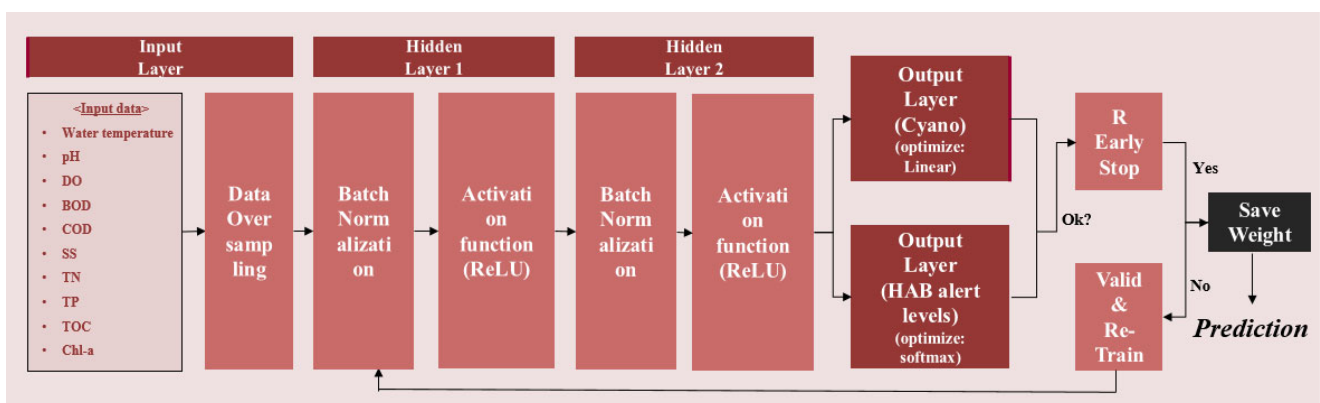 Input
Layer
Hidden
Layer 1
Hidden
Layer 2
<Input data>
• Water temperature
• pH
• DO
• BOD
• COD
• SS
• TN
• TP
• TOC
• Chl-a
Data
Over
samp
ling
Batch
Norm
alizati
on
Activati
on
function
(ReLU)
Batch
Norm
alizati
on
Activati
on
function
(ReLU)
Output
Layer
(Cyano)
(optimize:
Linear)
Output
Layer
(HAB alert
levels)
(optimize:
softmax)
Ok?
R
Early
Stop
Yes
No
Valid
&
Re-
Train
Save
Weight
Prediction